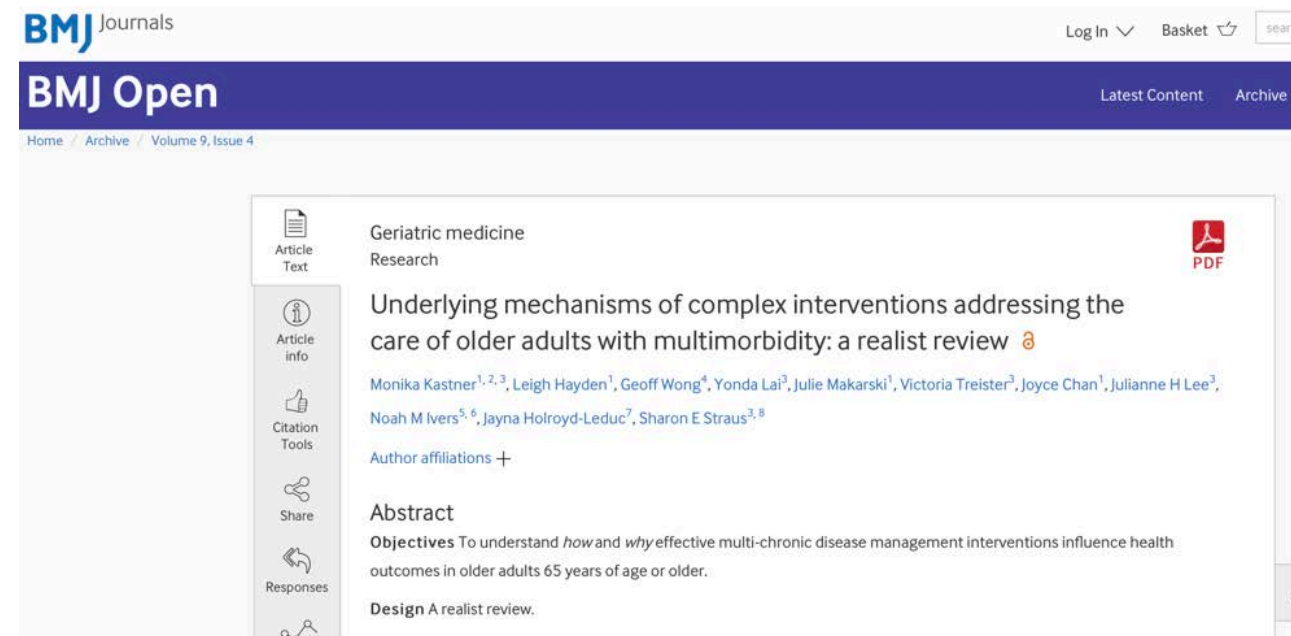 BMJ Journals
Log In Basket
BMJ Open
Latest Content Archive
Home / Archive / Volume 9, Issue 4
Article
Text
Article
info
Citation
Tools
Share
Responses
Geriatric medicine
Research
PDF
Underlying mechanisms of complex interventions addressing the
care of older adults with multimorbidity: a realist review
Monika Kastner1, 2, 3, Leigh Hayden1, Geoff Wong4, Yonda Lai3, Julie Makarski1, Victoria Treister3, Joyce Chan1, Julianne H Lee3,
Noah M Ivers5, 6, Jayna Holroyd-Leduc7, Sharon E Straus3, 8
Author affiliations +
Abstract
Objectives To understand how and why effective multi-chronic disease management interventions influence health
outcomes in older adults 65 years of age or older.
Design A realist review.